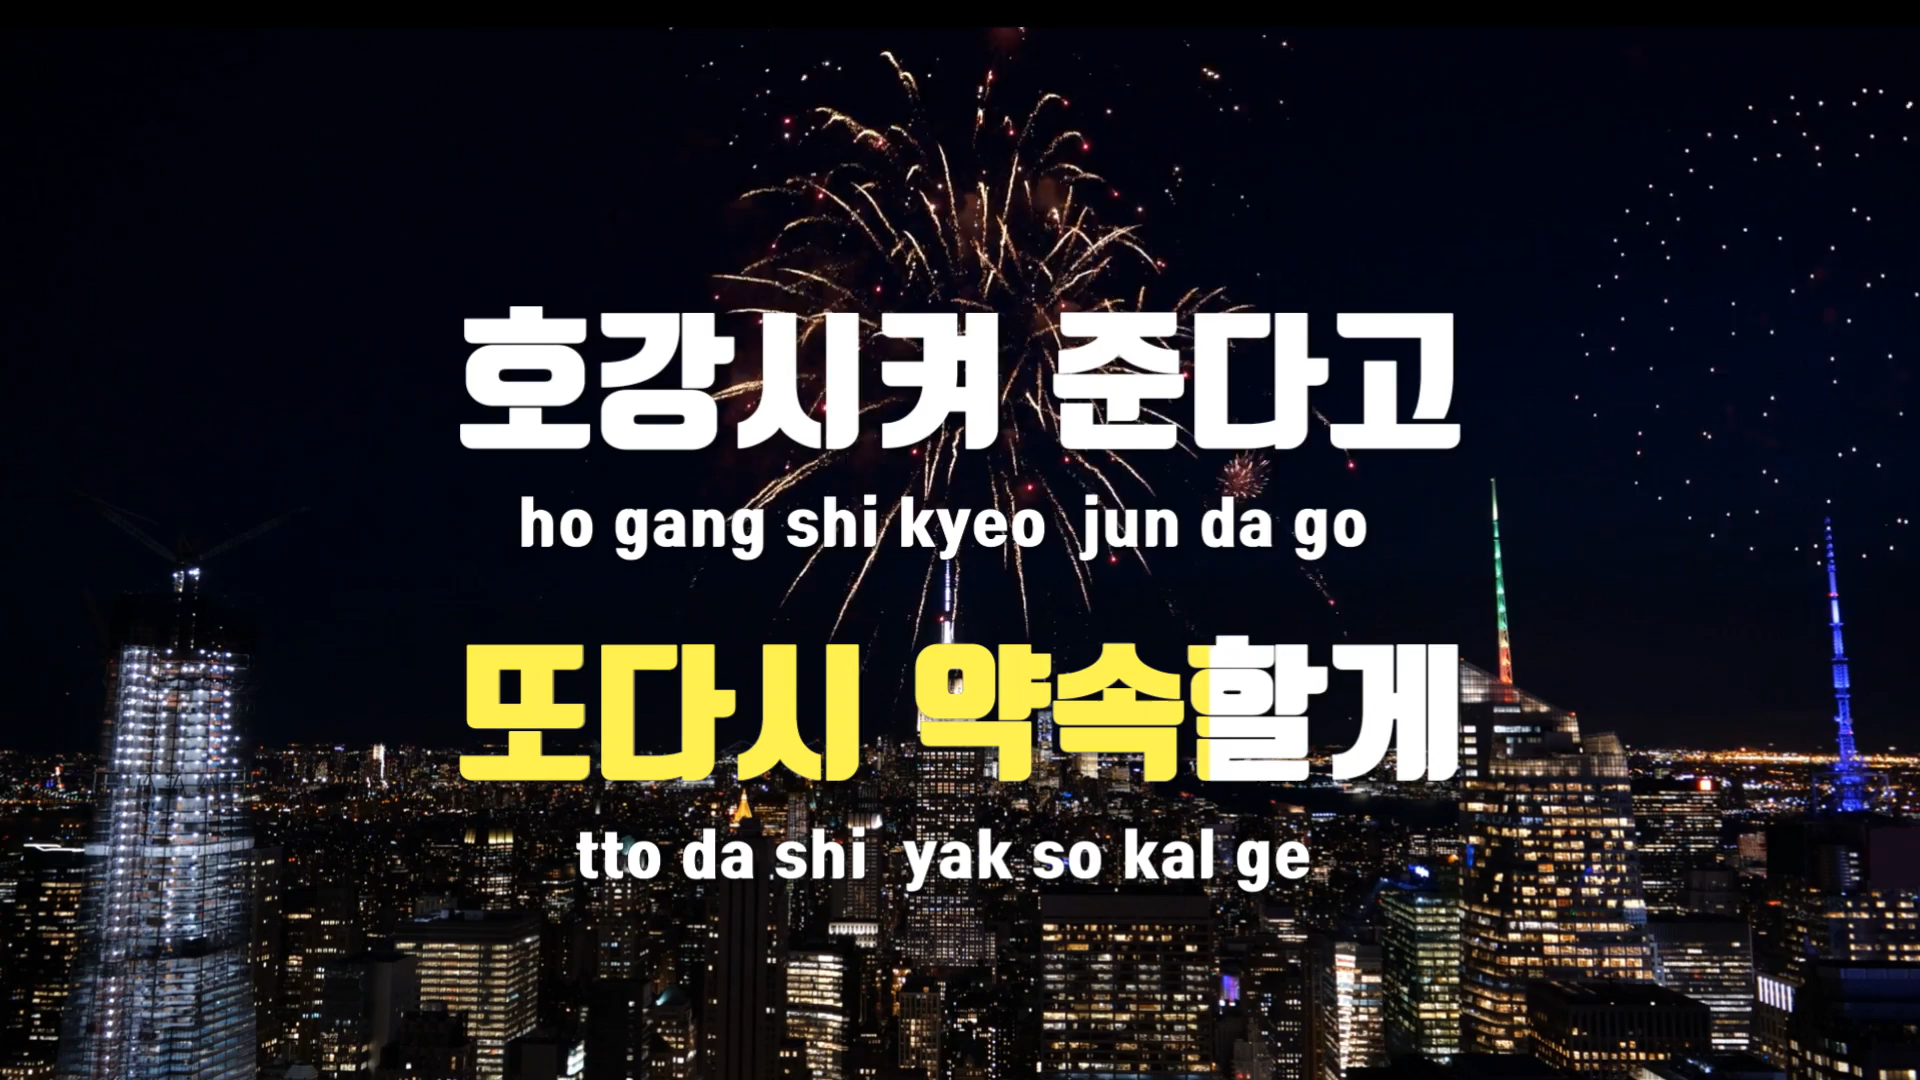 호강시켜 준다고
ho gang shi kyeo jun da go
또다시 약속할게
tto da shi yak so kal ge